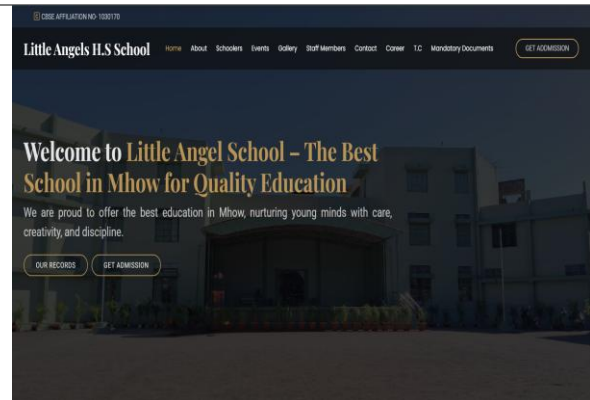 CBSE AFFILIATION NO- 1030170
Little Angels H.S School
Home About Schoolers Events Gallery Staff Members Contact Career T.C Mandatory Documents
GET ADDMISSION
Welcome to Little Angel School – The Best
School in Mhow for Quality Education
We are proud to offer the best education in Mhow, nurturing young minds with care,
creativity, and discipline.
OUR RECORDS GET ADMISSION